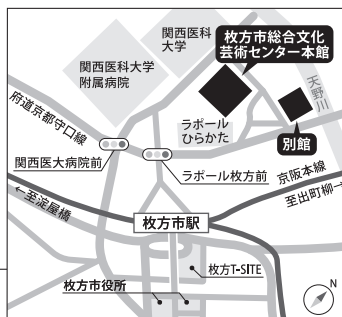 関西医科
大学
枚方市総合文化
芸術センター本館
関西医科大学
附属病院
天野川
府道京都守口線
ラポール
ひらかた
別館
関西医大病院前
ラポール枚方前
京阪本線
←至淀屋橋
至出町柳→
枚方市駅
枚方T-SITE
枚方市役所
N